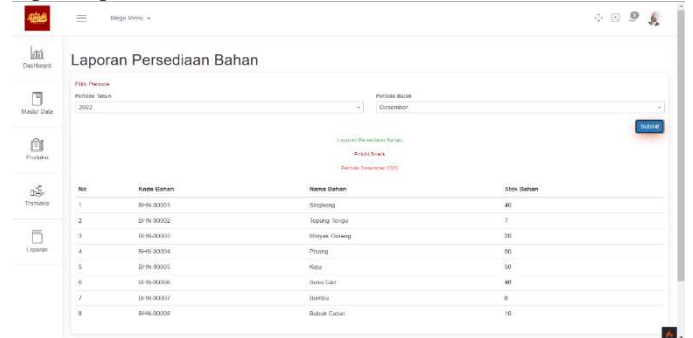 Mega Menu
Laporan Persediaan Bahan
Pilih Periode
Periode Tahun Periode Bulan
2022 Desember
Submit
Laporan Persediaan Bahan
Periode Desember 2022
No Kode Bahan Nama Bahan Stok Bahan
1 BHN-00001 Singkong 40
2 BHN-00002 Tepung Terigu 7
3 BHN-00003 Minyak Goreng 20
4 BHN-00004 Pisang 60
5 BHN-00005 Keju 50
6 BHN-00006 Susu Cair 48
7 BHN-00007 Bumbu 8
8 BHN-00008 Bubuk Cabai 10
Dashboard
Master Data
Produksi
Transaksi
Laporan